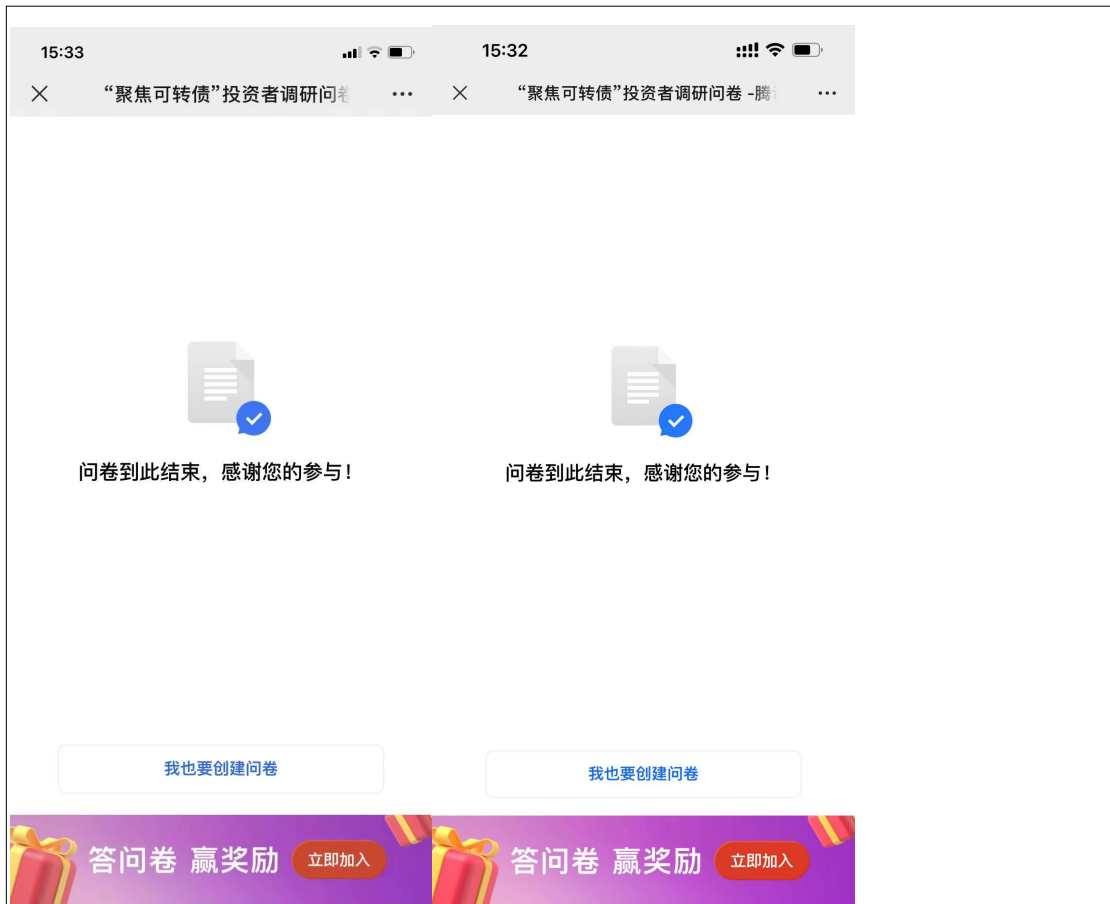 15:33
“聚焦可转债”投资者调研问卷
问卷到此结束，感谢您的参与！
我也要创建问卷
答问卷 赢奖励
立即加入
15:32
“聚焦可转债”投资者调研问卷 -腾
问卷到此结束，感谢您的参与！
我也要创建问卷
答问卷 赢奖励
立即加入